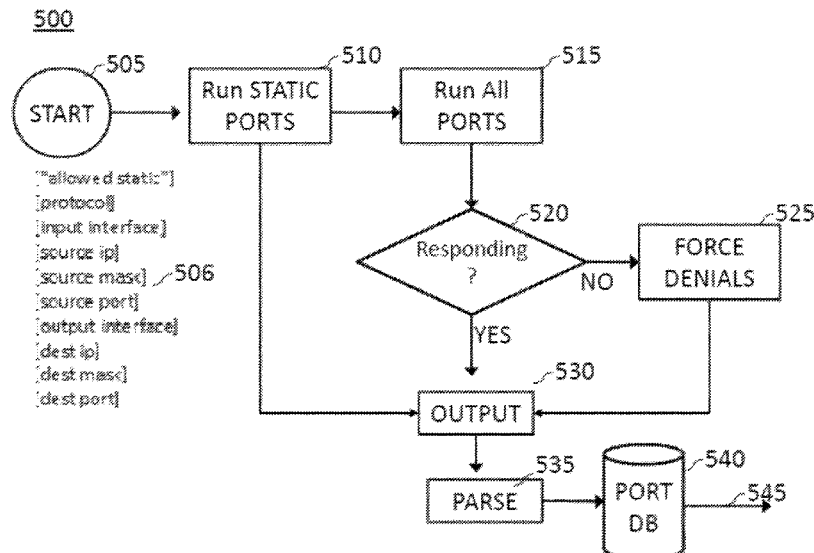 500
505
510
515
START
Run STATIC
PORTS
Run All
PORTS
["allowed static"]
[protocol]
[input interface]
[source ip]
[source mask]
506
[source port]
[output interface]
[dest ip]
[dest mask]
[dest port]
520
Responding
?
NO
525
FORCE
DENIALS
YES
530
OUTPUT
535
PARSE
540
PORT
DB
545